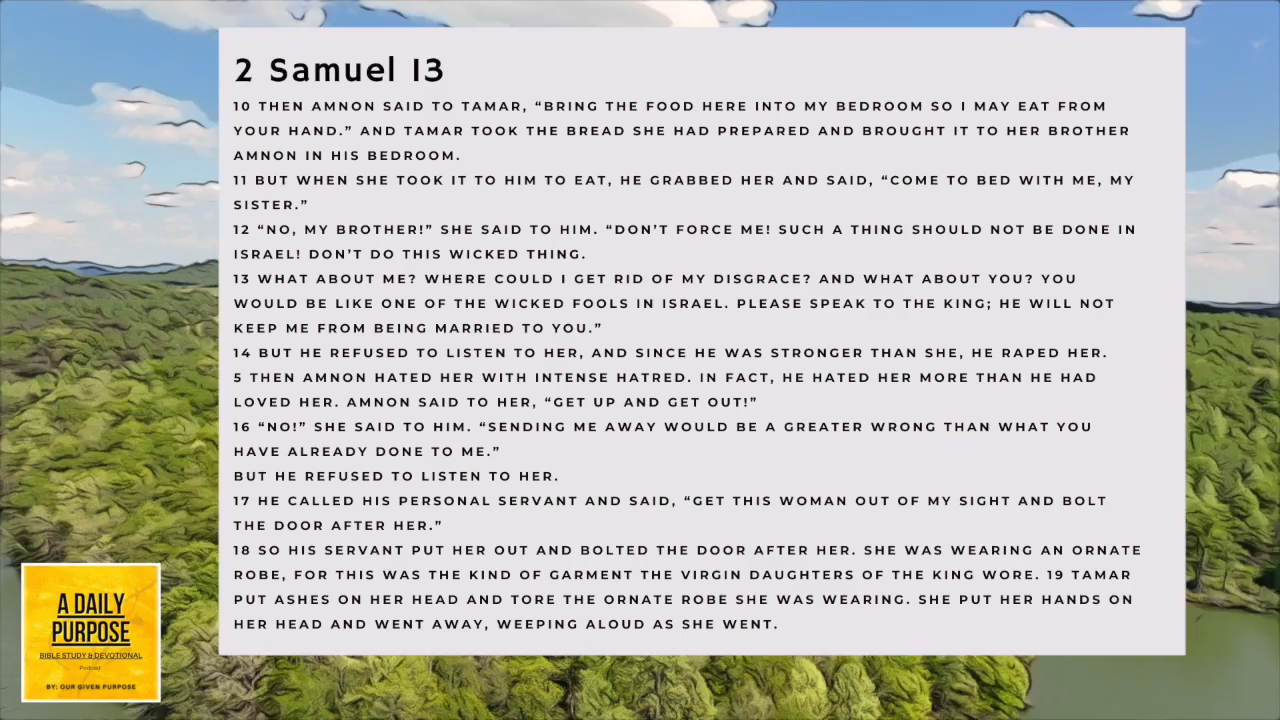 2 Samuel 13
10 THEN AMNON SAID TO TAMAR, “BRING THE FOOD HERE INTO MY BEDROOM SO I MAY EAT FROM
YOUR HAND.” AND TAMAR TOOK THE BREAD SHE HAD PREPARED AND BROUGHT IT TO HER BROTHER
AMNON IN HIS BEDROOM.
11 BUT WHEN SHE TOOK IT TO HIM TO EAT, HE GRABBED HER AND SAID, “COME TO BED WITH ME, MY
SISTER.”
12 “NO, MY BROTHER!” SHE SAID TO HIM. “DON’T FORCE ME! SUCH A THING SHOULD NOT BE DONE IN
ISRAEL! DON’T DO THIS WICKED THING.
13 WHAT ABOUT ME? WHERE COULD I GET RID OF MY DISGRACE? AND WHAT ABOUT YOU? YOU
WOULD BE LIKE ONE OF THE WICKED FOOLS IN ISRAEL. PLEASE SPEAK TO THE KING; HE WILL NOT
KEEP ME FROM BEING MARRIED TO YOU.”
14 BUT HE REFUSED TO LISTEN TO HER, AND SINCE HE WAS STRONGER THAN SHE, HE RAPED HER.
5 THEN AMNON HATED HER WITH INTENSE HATRED. IN FACT, HE HATED HER MORE THAN HE HAD
LOVED HER. AMNON SAID TO HER, “GET UP AND GET OUT!”
16 “NO!” SHE SAID TO HIM. “SENDING ME AWAY WOULD BE A GREATER WRONG THAN WHAT YOU
HAVE ALREADY DONE TO ME.”
BUT HE REFUSED TO LISTEN TO HER.
17 HE CALLED HIS PERSONAL SERVANT AND SAID, “GET THIS WOMAN OUT OF MY SIGHT AND BOLT
THE DOOR AFTER HER.”
18 SO HIS SERVANT PUT HER OUT AND BOLTED THE DOOR AFTER HER. SHE WAS WEARING AN ORNATE
ROBE, FOR THIS WAS THE KIND OF GARMENT THE VIRGIN DAUGHTERS OF THE KING WORE. 19 TAMAR
PUT ASHES ON HER HEAD AND TORE THE ORNATE ROBE SHE WAS WEARING. SHE PUT HER HANDS ON
HER HEAD AND WENT AWAY, WEEPING ALOUD AS SHE WENT.
A DAILY
PURPOSE
BIBLE STUDY & DEVOTIONAL
Podcast
BY: OUR GIVEN PURPOSE